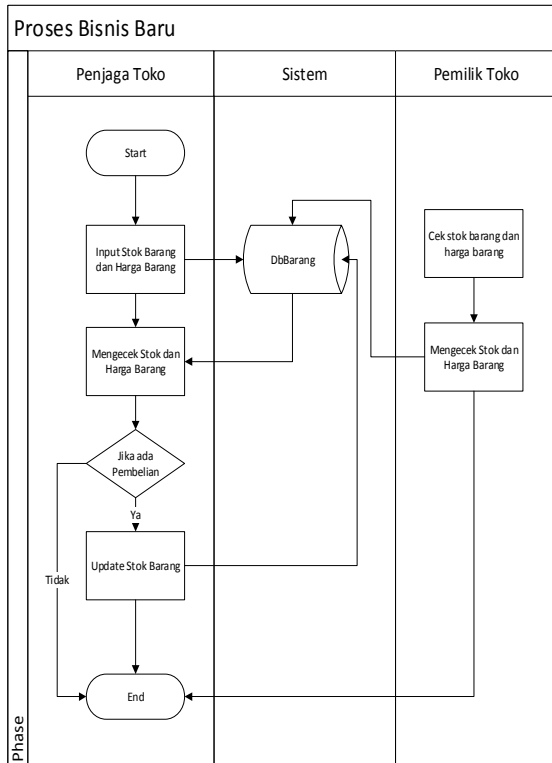 Proses Bisnis Baru
Penjaga Toko
Sistem
Pemilik Toko
Start
Input Stok Barang
dan Harga Barang
DbBarang
Cek stok barang dan
harga barang
Mengecek Stok dan
Harga Barang
Mengecek Stok dan
Harga Barang
Jika ada
Pembelian
Ya
Update Stok Barang
Tidak
End
Phase